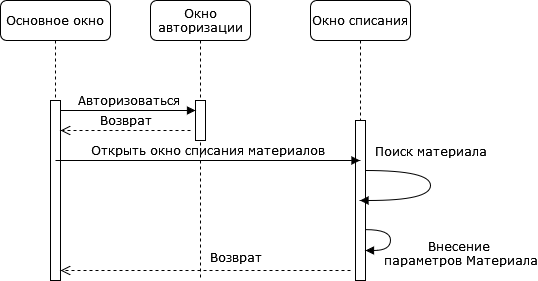 Основное окно
Окно
авторизации
Окно списания
Авторизоваться
Возврат
Открыть окно списания материалов
Поиск материала
Внесение
параметров Материала
Возврат